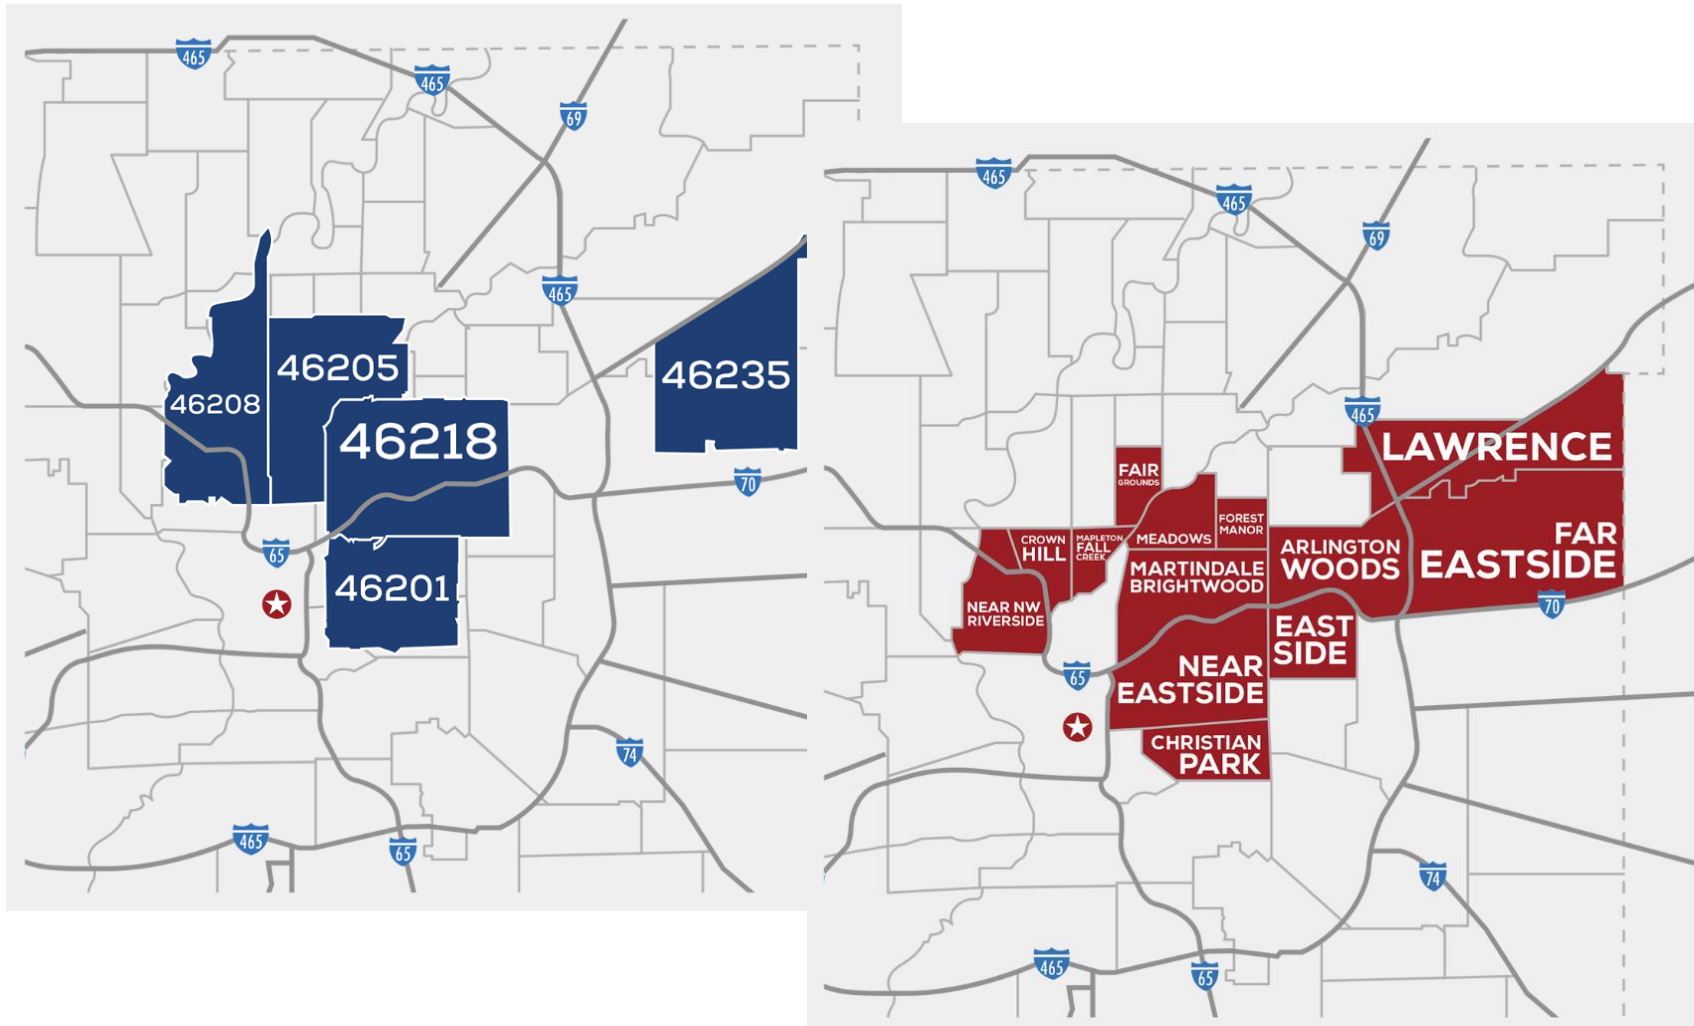 465
465
69
465
46205
46235
46208
46218
70
65
46201
74
465
65
465
465
69
465
LAWRENCE
FAIR
GROUNDS
FOREST
MANOR
MEADOWS
CROWN
HILL
MAPLETON
FALL
CREEK
ARLINGTON
WOODS
FAR
EASTSIDE
MARTINDALE
BRIGHTWOOD
NEAR NW
RIVERSIDE
70
EAST
SIDE
65
NEAR
EASTSIDE
CHRISTIAN
PARK
74
465
65